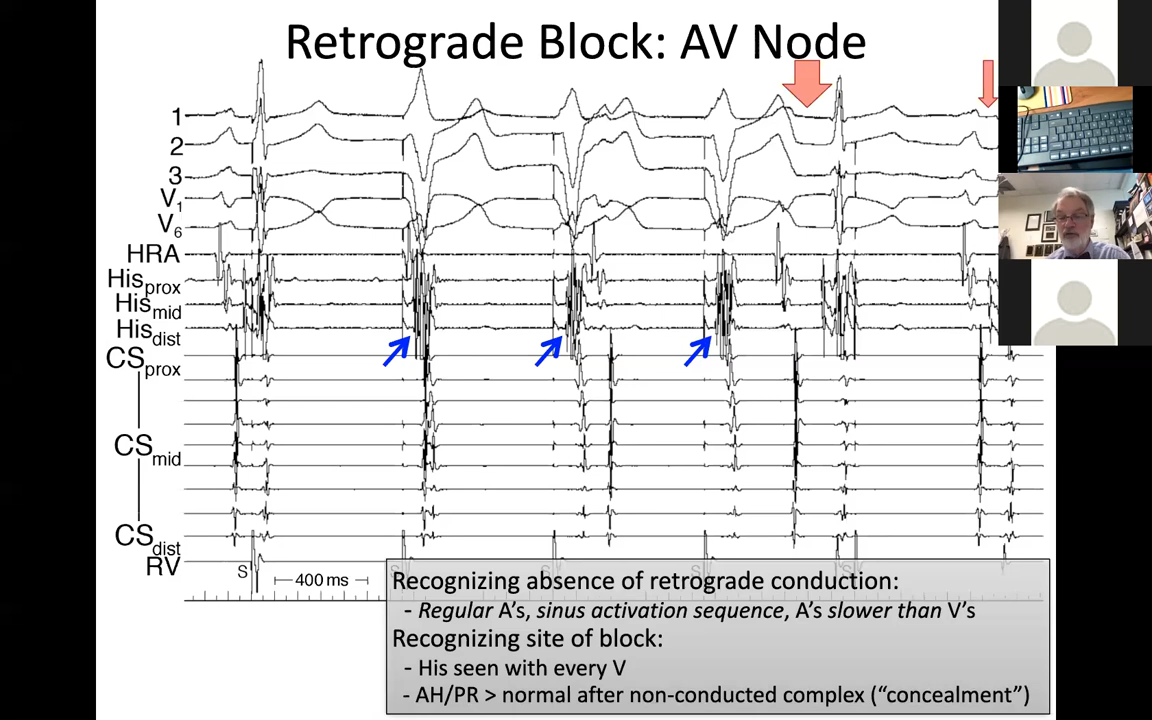 Retrograde Block: AV Node
1
2
3
V1
V6
HRA
Hisprox
Hismid
Hisdist
CSprox
CSmid
CSdist
RV
S
400 ms
Recognizing absence of retrograde conduction:
- Regular A's, sinus activation sequence, A's slower than V's
Recognizing site of block:
- His seen with every V
- AH/PR > normal after non-conducted complex (“concealment”)